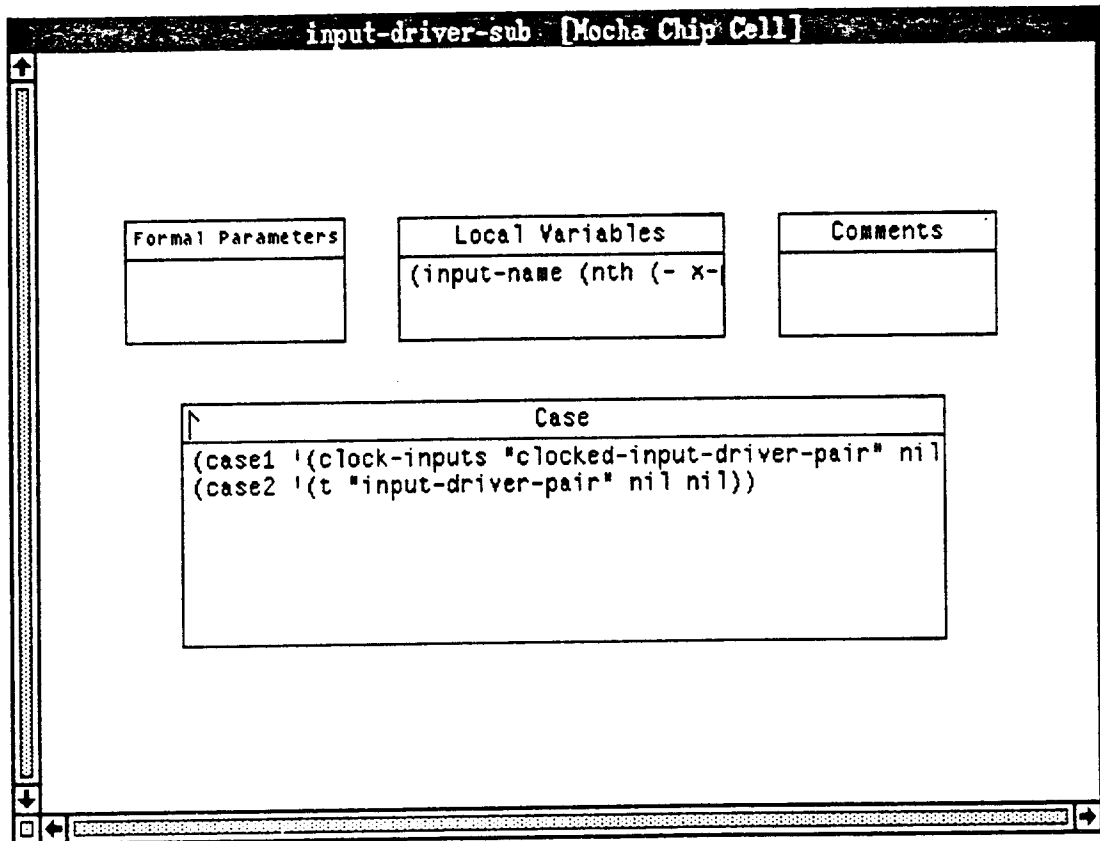 input-driver-sub [Mocha Chip Cell]
Formal Parameters
Local Variables
(input-name (nth (- x-
Comments
Case
(case1 '(clock-inputs "clocked-input-driver-pair" nil
(case2 '(t "input-driver-pair" nil nil))